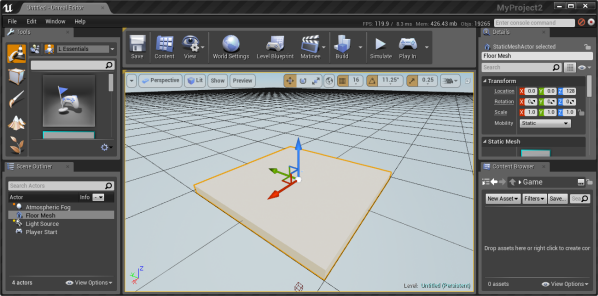 Untitled - Unreal Editor
MyProject2
File Edit Window Help
FPS: 119.9 / 8.3 ms Mem: 426.43 mb Objs: 19265
Enter console command
Tools
L Essentials
Save
Content
View
World Settings
Level Blueprint
Matinee
Build
Simulate
Play In
Perspective
Lit
Show
Preview
16
11.25°
0.25
Level: Untitled (Persistent)
Z
Details
StaticMeshActor selected
Floor Mesh
Search
Transform
Location X 0.0 Y 0.0 Z 128
Rotation X 0 Y 0 Z 0
Scale X 1.0 Y 1.0 Z 1.0
Mobility Static
Static Mesh
Scene Outliner
Search Actors
Actor Info
Atmospheric Fog
Floor Mesh
Light Source
Player Start
4 actors
View Options
Content Browser
Game
New Asset
Filters
Save...
Drop assets here or right click to create cor
0 assets
View Options